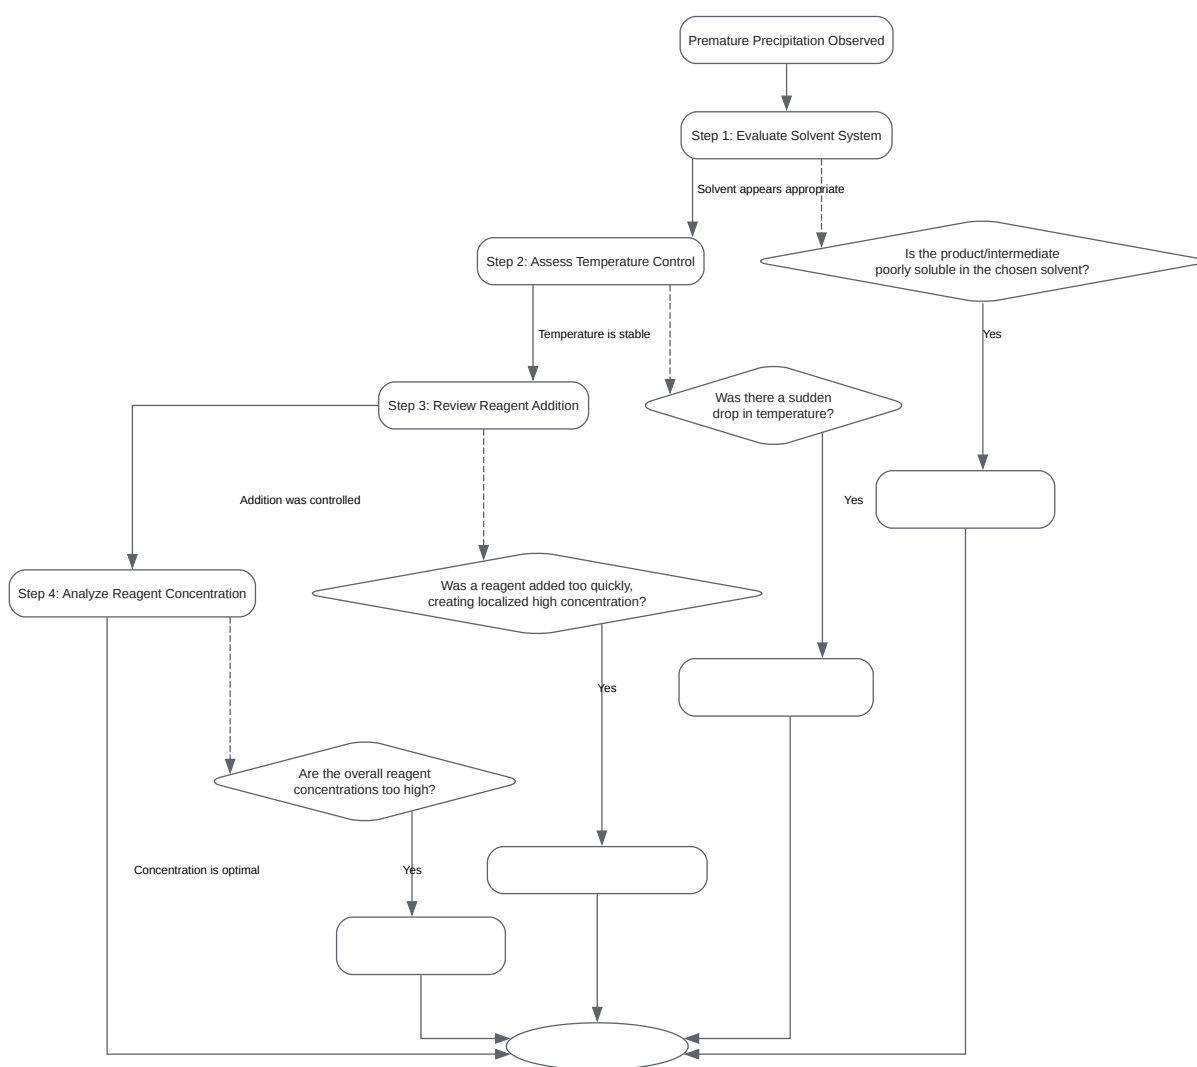 Premature Precipitation Observed
Step 1: Evaluate Solvent System
Solvent appears appropriate
Step 2: Assess Temperature Control
Is the product/intermediate
poorly soluble in the chosen solvent?
Temperature is stable
Yes
Step 3: Review Reagent Addition
Was there a sudden
drop in temperature?
Addition was controlled
Yes
Step 4: Analyze Reagent Concentration
Was a reagent added too quickly,
creating localized high concentration?
Yes
Are the overall reagent
concentrations too high?
Concentration is optimal
Yes